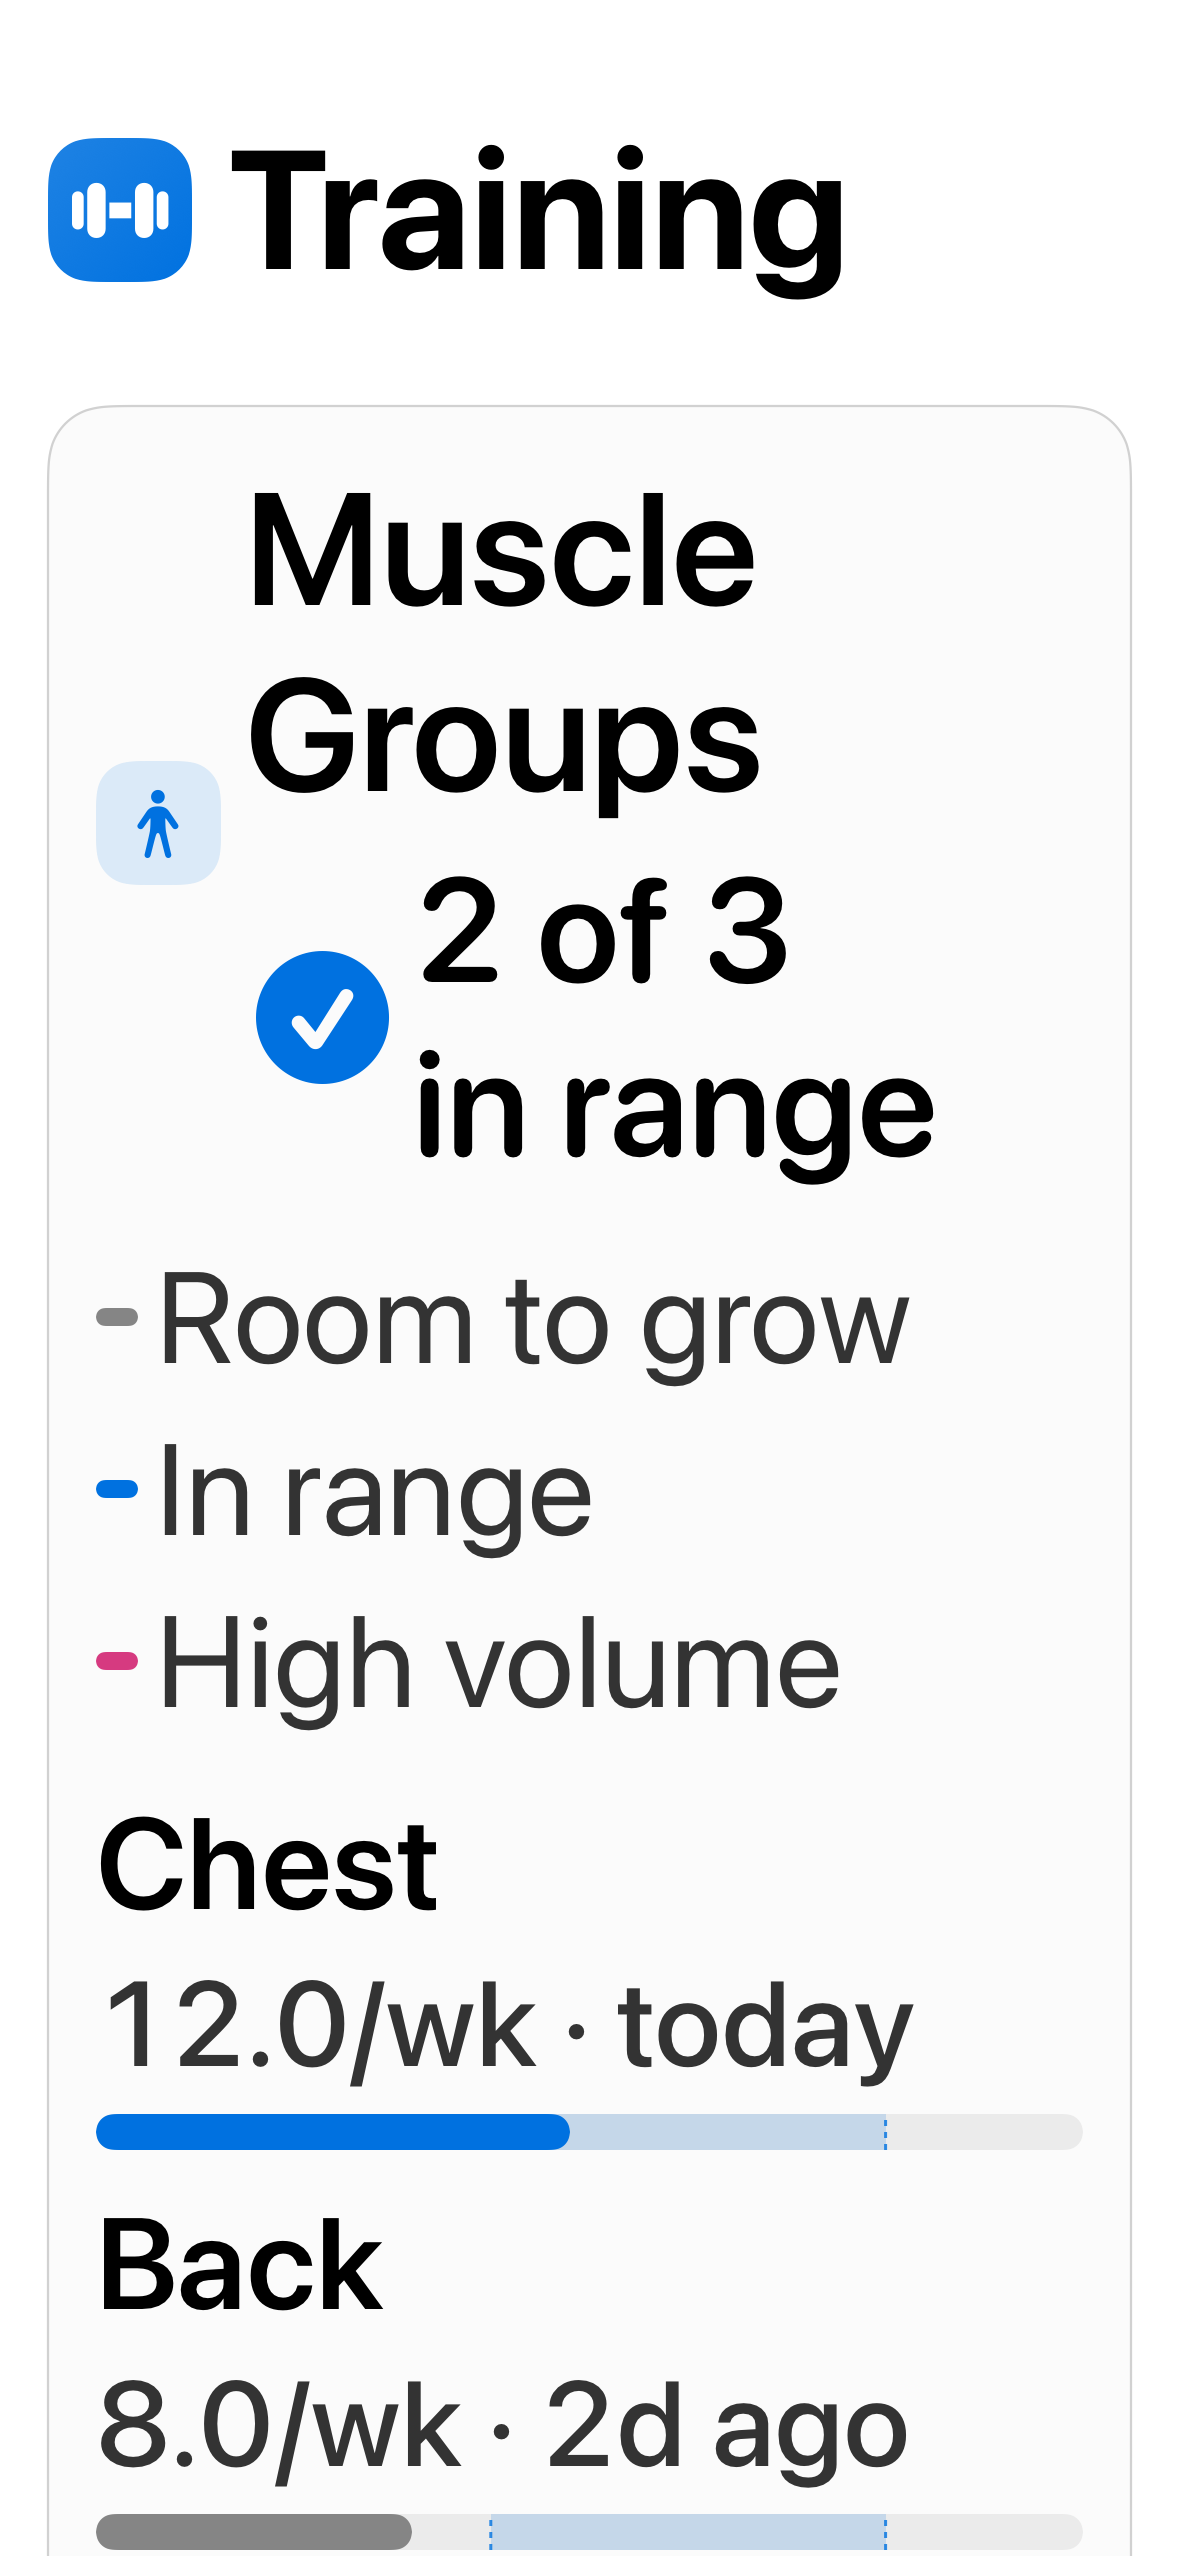 Training
Muscle
Groups
2 of 3
in range
Room to grow
In range
High volume
Chest
12.0/wk · today
Back
8.0/wk · 2d ago